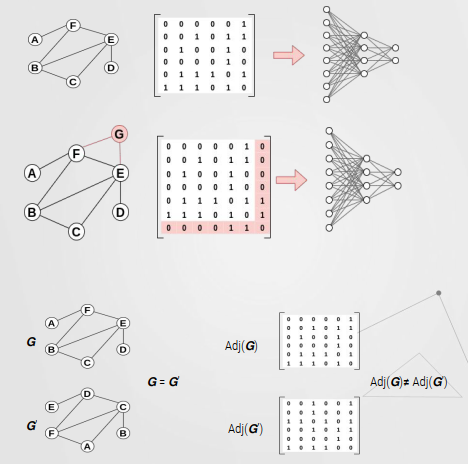 F
A E
B D
C
0 0 0 0 0 1
0 0 1 0 1 1
0 1 0 0 1 0
0 0 0 0 1 0
0 1 1 1 0 1
1 1 1 0 1 0
G
F
A E
B D
C
0 0 0 0 0 1 0
0 0 1 0 1 1 0
0 1 0 0 1 0 0
0 1 1 1 0 1 1
0 0 0 0 1 1 0
F
A E
G
B D
C
G = G'
D
E C
G'
F B
A
Adj(G)
0 0 0 0 0 1
0 0 1 0 1 1
Adj(G')
Adj(G)≠ Adj(G')